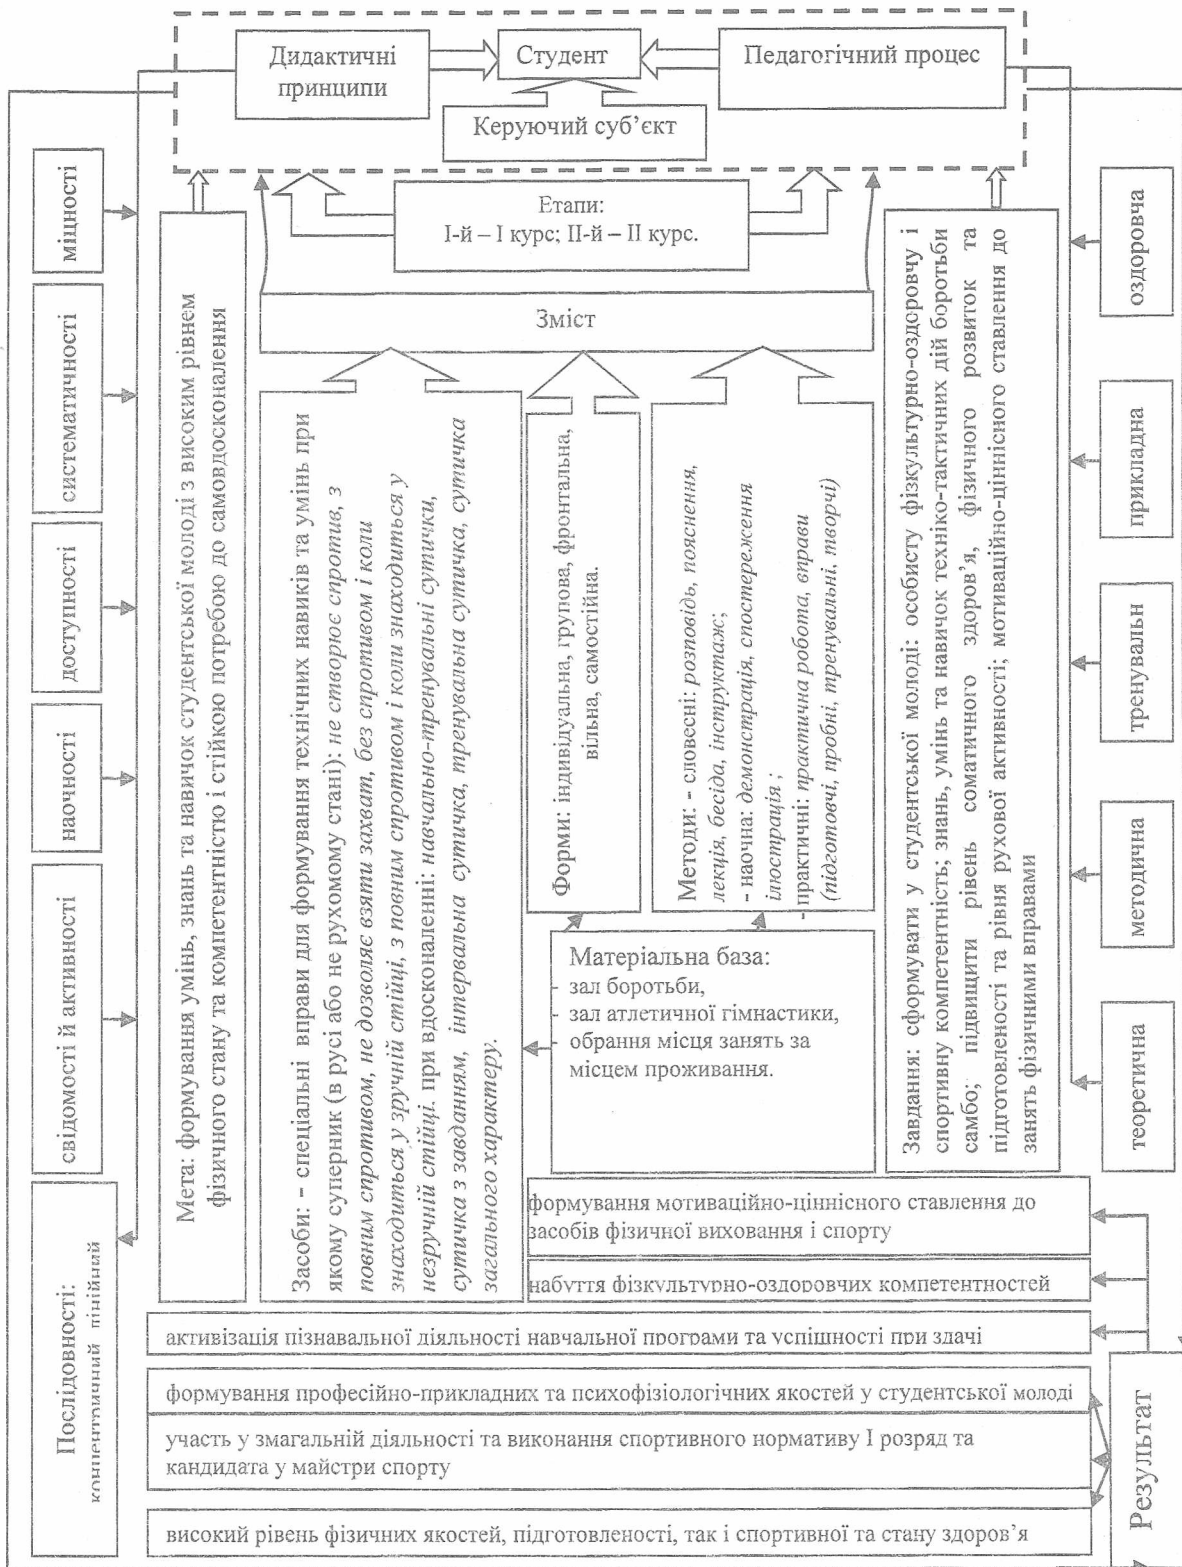 Дидактичні
принципи
Студент
Педагогічний процес
Керуючий суб’єкт
Етапи:
І-й – І курс; ІІ-й – ІІ курс.
Зміст
міцності
систематичності
доступності
наочності
свідомості й активності
Послідовності:
концентричний лінійний
Мета: формування умінь, знань та навичок студентської молоді з високим рівнем
фізичного стану та компетентністю і стійкою потребою до самовдосконалення
Засоби: - спеціальні вправи для формування технічних навиків та умінь при
якому суперник (в русі або не рухомому стані): не створює спротив, з
повним спротивом, не дозволяє взяти захват, без спротивом і коли
знаходиться у зручній стійці, з повним спротивом і коли знаходиться у
незручній стійці. при вдосконаленні: навчально-тренувальні сутички,
сутичка з завданням, інтервальна сутичка, тренувальна сутичка, сутички
загального характеру.
Форми: індивідуальна, групова, фронтальна,
вільна, самостійна.
Методи: - словесні: розповідь, пояснення,
лекція, бесіда, інструктаж;
- наочна: демонстрація, спостереження
ілюстрація ;
- практичні: практична робота, вправи
(підготовчі, пробні, тренувальні, творчі)
Матеріальна база:
- зал боротьби,
- зал атлетичної гімнастики,
- обрання місця занять за
місцем проживання.
Завдання: сформувати у студентської молоді: особисту фізкультурно-оздоровчу і
спортивну компетентність; знань, умінь та навичок техніко-тактичних дій боротьби
самбо; підвищити рівень соматичного здоров’я, фізичного розвиток та
підготовленості та рівня рухової активності; мотиваційно-ціннісного ставлення до
занять фізичними вправами
оздоровча
прикладна
тренувальн
методична
теоретична
формування мотиваційно-ціннісного ставлення до
засобів фізичної виховання і спорту
набуття фізкультурно-оздоровчих компетентностей
активізація пізнавальної діяльності навчальної програми та успішності при здачі
формування професійно-прикладних та психофізіологічних якостей у студентської молоді
участь у змагальній діяльності та виконання спортивного нормативу І розряд та
кандидата у майстри спорту
високий рівень фізичних якостей, підготовленості, так і спортивної та стану здоров’я
Результат